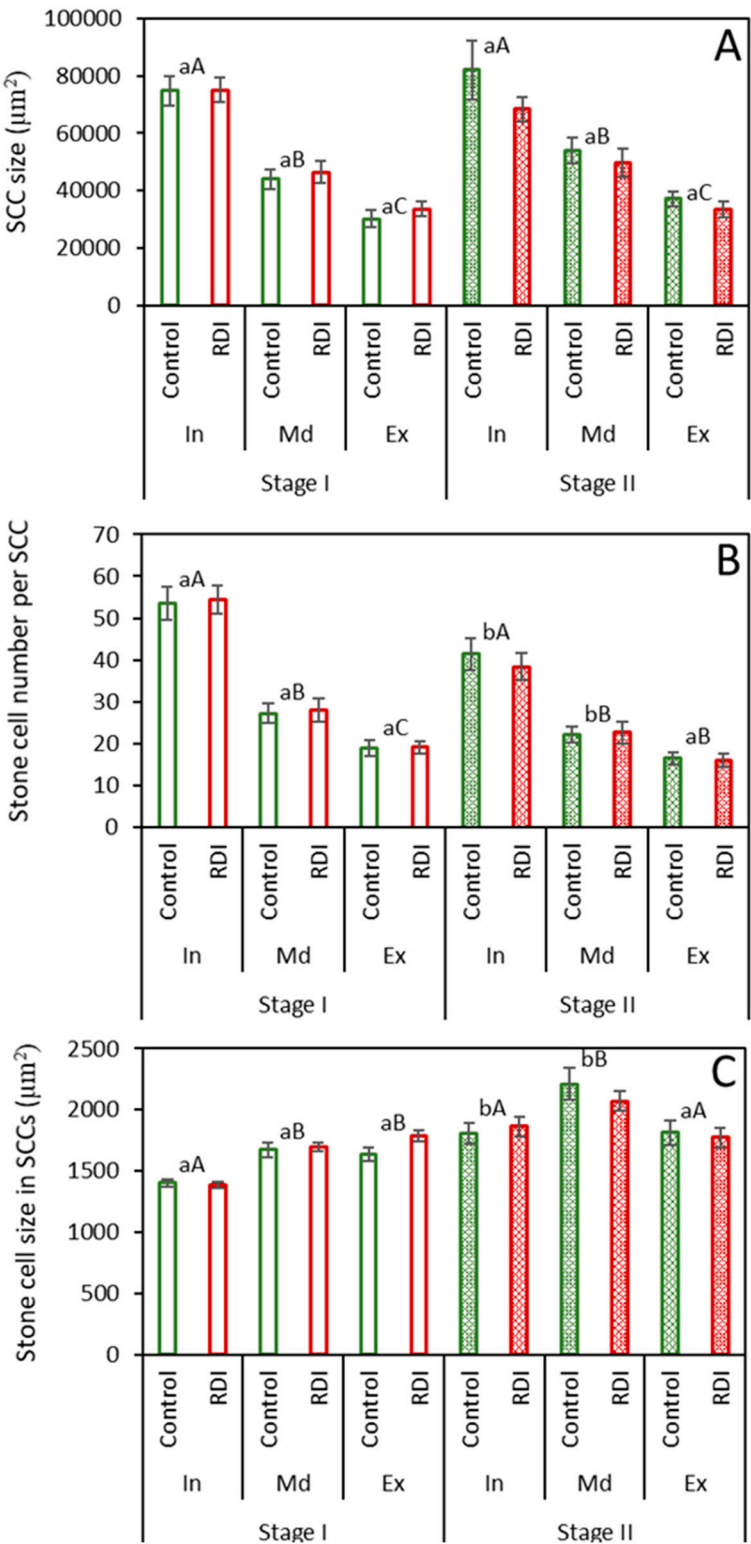 A
SCC size (μm²)
100000
80000
60000
40000
20000
0
aA
aB
aC
aA
aB
aC
Control RDI Control RDI Control RDI Control RDI Control RDI Control RDI
In Md Ex In Md Ex
Stage I Stage II
B
Stone cell number per SCC
70
60
50
40
30
20
10
0
aA
aB
aC
bA
bB
aB
Control RDI Control RDI Control RDI Control RDI Control RDI Control RDI
In Md Ex In Md Ex
Stage I Stage II
C
Stone cell size in SCCs (μm²)
2500
2000
1500
1000
500
0
aA
aB
aB
bA
bB
aA
Control RDI Control RDI Control RDI Control RDI Control RDI Control RDI
In Md Ex In Md Ex
Stage I Stage II